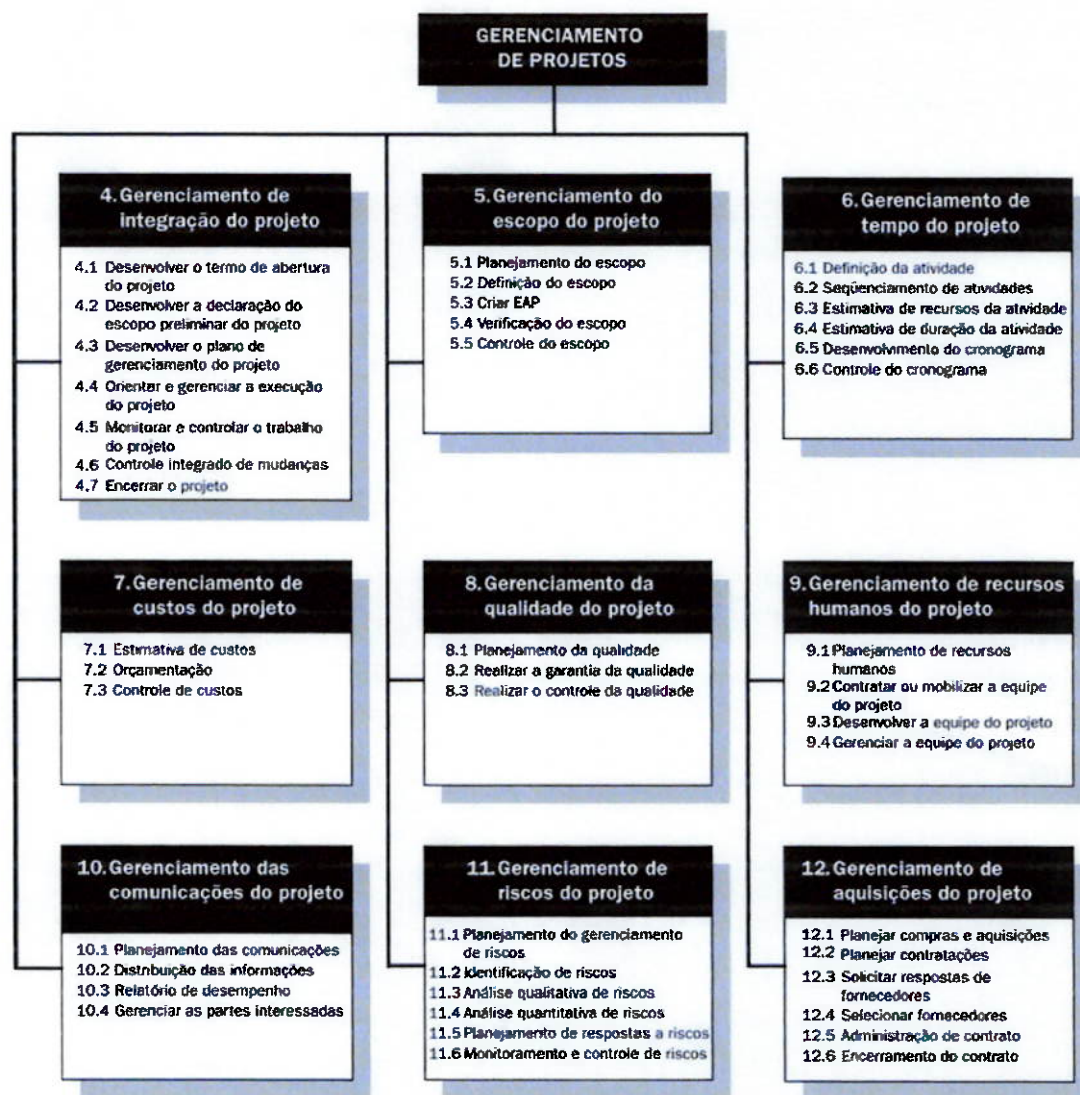 GERENCIAMENTO
DE PROJETOS
4. Gerenciamento de
integração do projeto
4.1 Desenvolver o termo de abertura
do projeto
4.2 Desenvolver a declaração do
escopo preliminar do projeto
4.3 Desenvolver o plano de
gerenciamento do projeto
4.4 Orientar e gerenciar a execução
do projeto
4.5 Monitorar e controlar o trabalho
do projeto
4.6 Controle integrado de mudanças
4.7 Encerrar o projeto
5. Gerenciamento do
escopo do projeto
5.1 Planejamento do escopo
5.2 Definição do escopo
5.3 Criar EAP
5.4 Verificação do escopo
5.5 Controle do escopo
6. Gerenciamento de
tempo do projeto
6.1 Definição da atividade
6.2 Seqüenciamento de atividades
6.3 Estimativa de recursos da atividade
6.4 Estimativa de duração da atividade
6.5 Desenvolvimento do cronograma
6.6 Controle do cronograma
7. Gerenciamento de
custos do projeto
7.1 Estimativa de custos
7.2 Orçamentação
7.3 Controle de custos
8. Gerenciamento da
qualidade do projeto
8.1 Planejamento da qualidade
8.2 Realizar a garantia da qualidade
8.3 Realizar o controle da qualidade
9. Gerenciamento de recursos
humanos do projeto
9.1 Planejamento de recursos
humanos
9.2 Contratar ou mobilizar a equipe
do projeto
9.3 Desenvolver a equipe do projeto
9.4 Gerenciar a equipe do projeto
10. Gerenciamento das
comunicações do projeto
10.1 Planejamento das comunicações
10.2 Distribuição das informações
10.3 Relatório de desempenho
10.4 Gerenciar as partes interessadas
11. Gerenciamento de
riscos do projeto
11.1 Planejamento do gerenciamento
de riscos
11.2 Identificação de riscos
11.3 Análise qualitativa de riscos
11.4 Análise quantitativa de riscos
11.5 Planejamento de respostas a riscos
11.6 Monitoramento e controle de riscos
12. Gerenciamento de
aquisições do projeto
12.1 Planejar compras e aquisições
12.2 Planejar contratações
12.3 Solicitar respostas de
fornecedores
12.4 Selecionar fornecedores
12.5 Administração de contrato
12.6 Encerramento do contrato